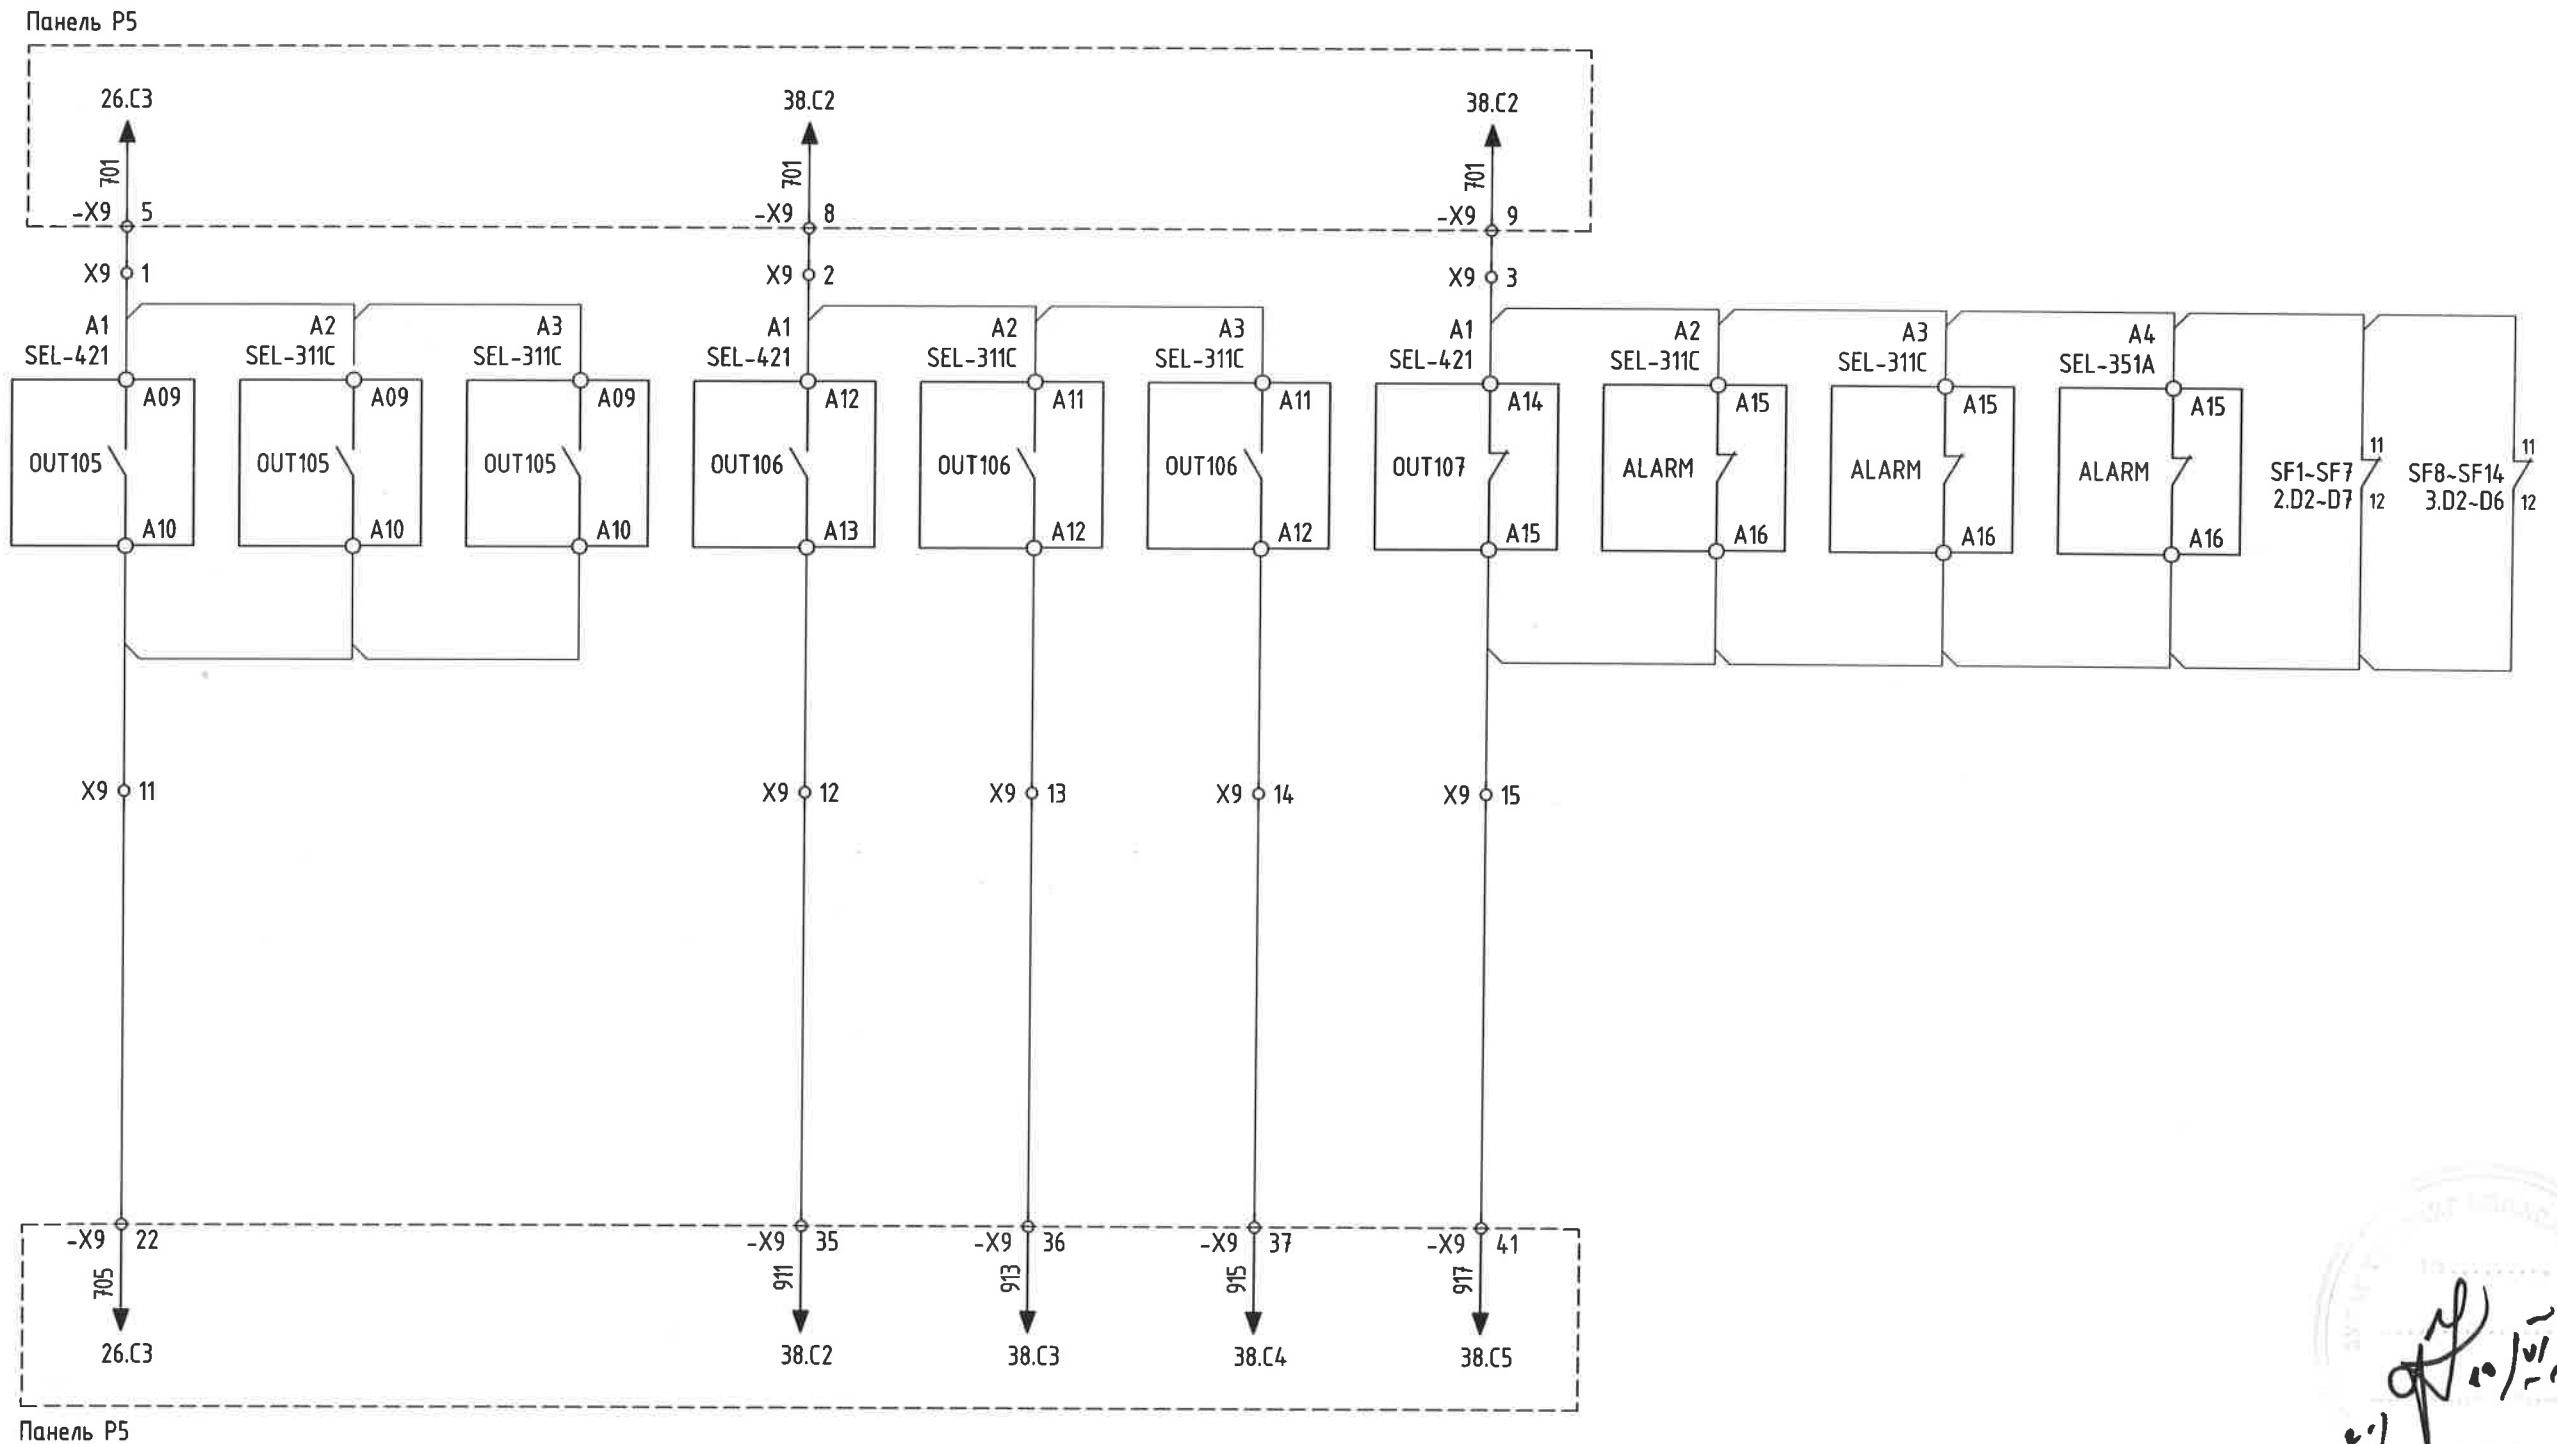 Панель P5
26.C3 38.C2 38.C2
701 701 701
-X9 5 -X9 8 -X9 9
X9 1 X9 2 X9 3
A1 A2 A3 A1 A2 A3 A1 A2 A3 A4
SEL-421 SEL-311C SEL-311C SEL-421 SEL-311C SEL-311C SEL-421 SEL-311C SEL-311C SEL-351A
A09 A09 A09 A12 A11 A11 A14 A15 A15 A15
11 11
OUT105 OUT105 OUT105 OUT106 OUT106 OUT106 OUT107 ALARM ALARM ALARM SF1~SF7 SF8~SF14
2.D2~D7 12 3.D2~D6 12
A10 A10 A10 A13 A12 A12 A15 A16 A16 A16
X9 11 X9 12 X9 13 X9 14 X9 15
-X9 22 -X9 35 -X9 36 -X9 37 -X9 41
705 911 913 915 917
26.C3 38.C2 38.C3 38.C4 38.C5
Панель P5